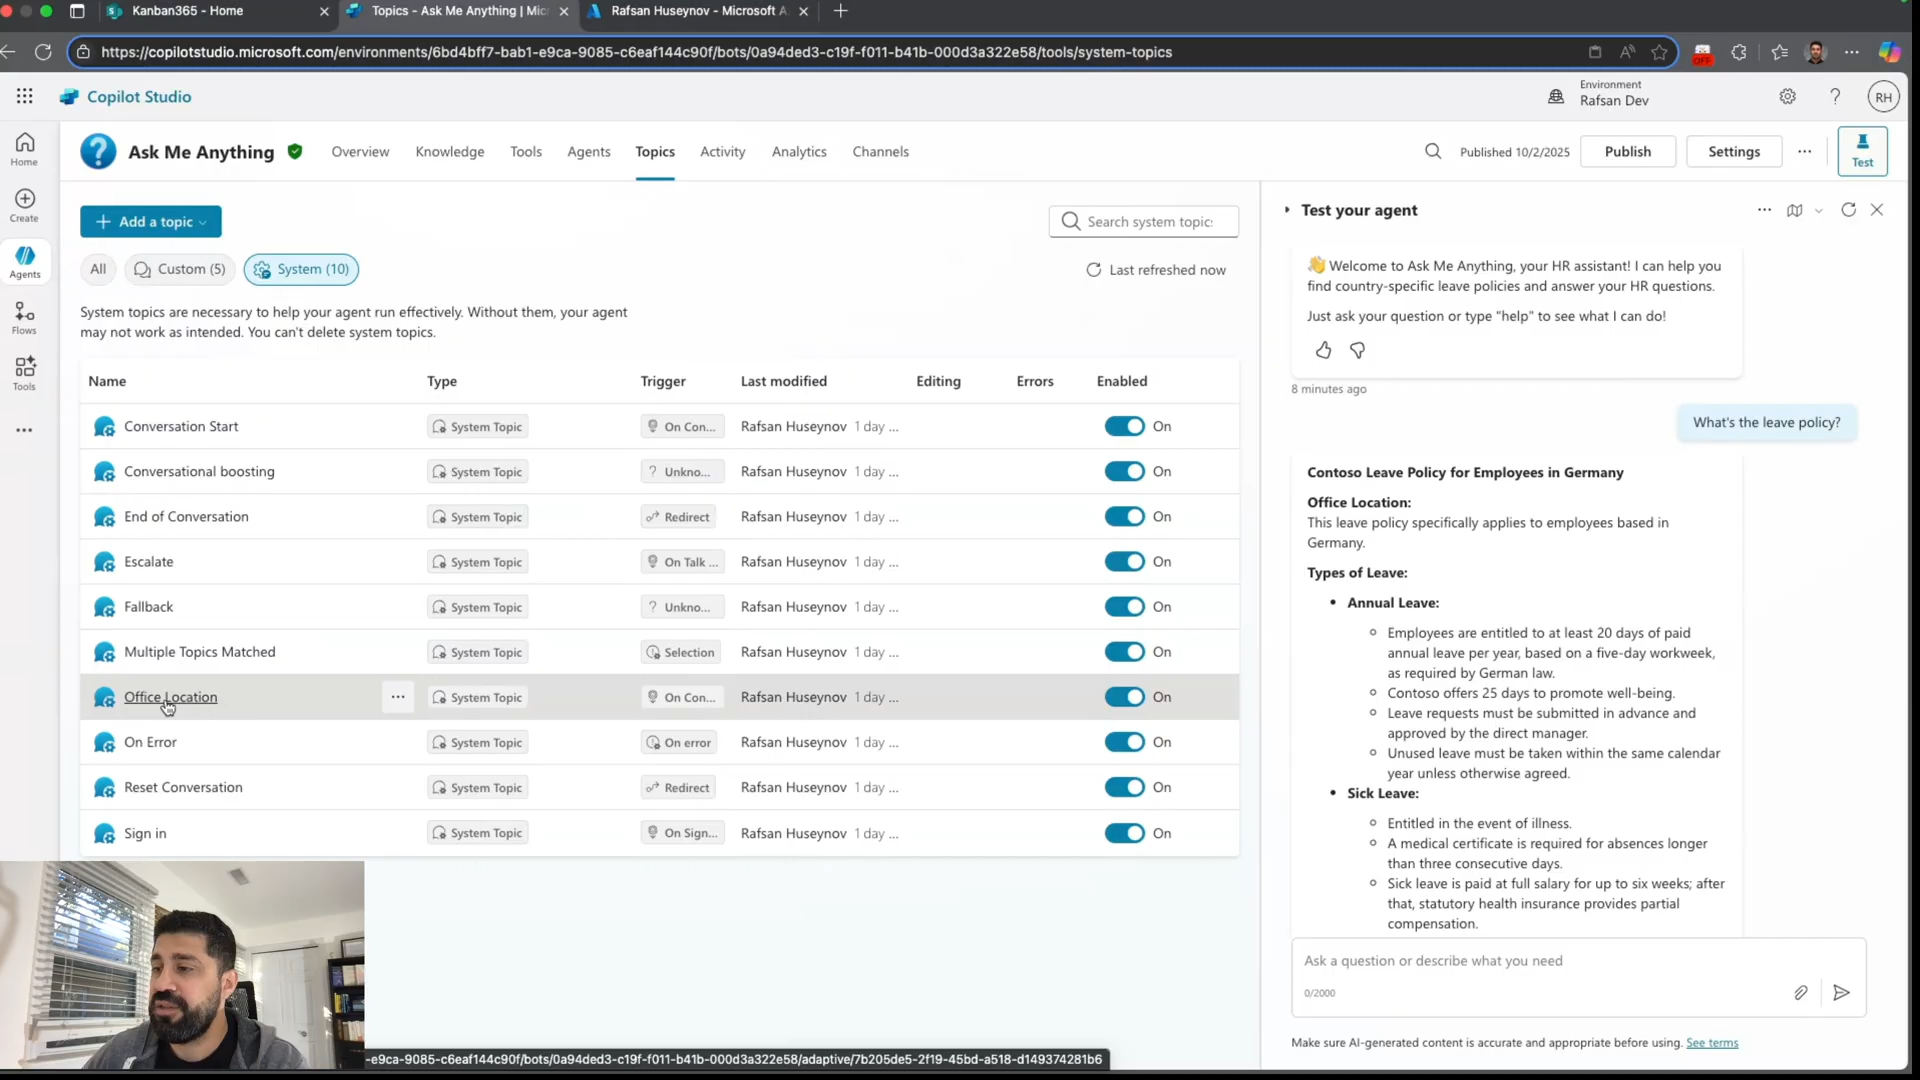 Kanban365 - Home
Topics - Ask Me Anything | Mic
Rafsan Huseynov - Microsoft A
https://copilotstudio.microsoft.com/environments/6bd4bff7-bab1-e9ca-9085-c6eaf144c90f/bots/0a94ded3-c19f-f011-b41b-000d3a322e58/tools/system-topics
OFF
Copilot Studio
Environment
Rafsan Dev
RH
Home
Create
Agents
Flows
Tools
Ask Me Anything
Overview
Knowledge
Tools
Agents
Topics
Activity
Analytics
Channels
Published 10/2/2025
Publish
Settings
Test
Add a topic
Search system topic:
All
Custom (5)
System (10)
Last refreshed now
System topics are necessary to help your agent run effectively. Without them, your agent
may not work as intended. You can't delete system topics.
Name Type Trigger Last modified Editing Errors Enabled
Conversation Start System Topic On Con... Rafsan Huseynov 1 day ... On
Conversational boosting System Topic ? Unkno... Rafsan Huseynov 1 day ... On
End of Conversation System Topic Redirect Rafsan Huseynov 1 day ... On
Escalate System Topic On Talk ... Rafsan Huseynov 1 day ... On
Fallback System Topic ? Unkno... Rafsan Huseynov 1 day ... On
Multiple Topics Matched System Topic Selection Rafsan Huseynov 1 day ... On
Office Location ... System Topic On Con... Rafsan Huseynov 1 day ... On
On Error System Topic On error Rafsan Huseynov 1 day ... On
Reset Conversation System Topic Redirect Rafsan Huseynov 1 day ... On
Sign in System Topic On Sign... Rafsan Huseynov 1 day ... On
Test your agent
👋 Welcome to Ask Me Anything, your HR assistant! I can help you
find country-specific leave policies and answer your HR questions.
Just ask your question or type "help" to see what I can do!
8 minutes ago
What's the leave policy?
Contoso Leave Policy for Employees in Germany
Office Location:
This leave policy specifically applies to employees based in
Germany.
Types of Leave:
• Annual Leave:
○ Employees are entitled to at least 20 days of paid
annual leave per year, based on a five-day workweek,
as required by German law.
○ Contoso offers 25 days to promote well-being.
○ Leave requests must be submitted in advance and
approved by the direct manager.
○ Unused leave must be taken within the same calendar
year unless otherwise agreed.
• Sick Leave:
○ Entitled in the event of illness.
○ A medical certificate is required for absences longer
than three consecutive days.
○ Sick leave is paid at full salary for up to six weeks; after
that, statutory health insurance provides partial
compensation.
Ask a question or describe what you need
0/2000
Make sure AI-generated content is accurate and appropriate before using. See terms
-e9ca-9085-c6eaf144c90f/bots/0a94ded3-c19f-f011-b41b-000d3a322e58/adaptive/7b205de5-2f19-45bd-a518-d149374281b6